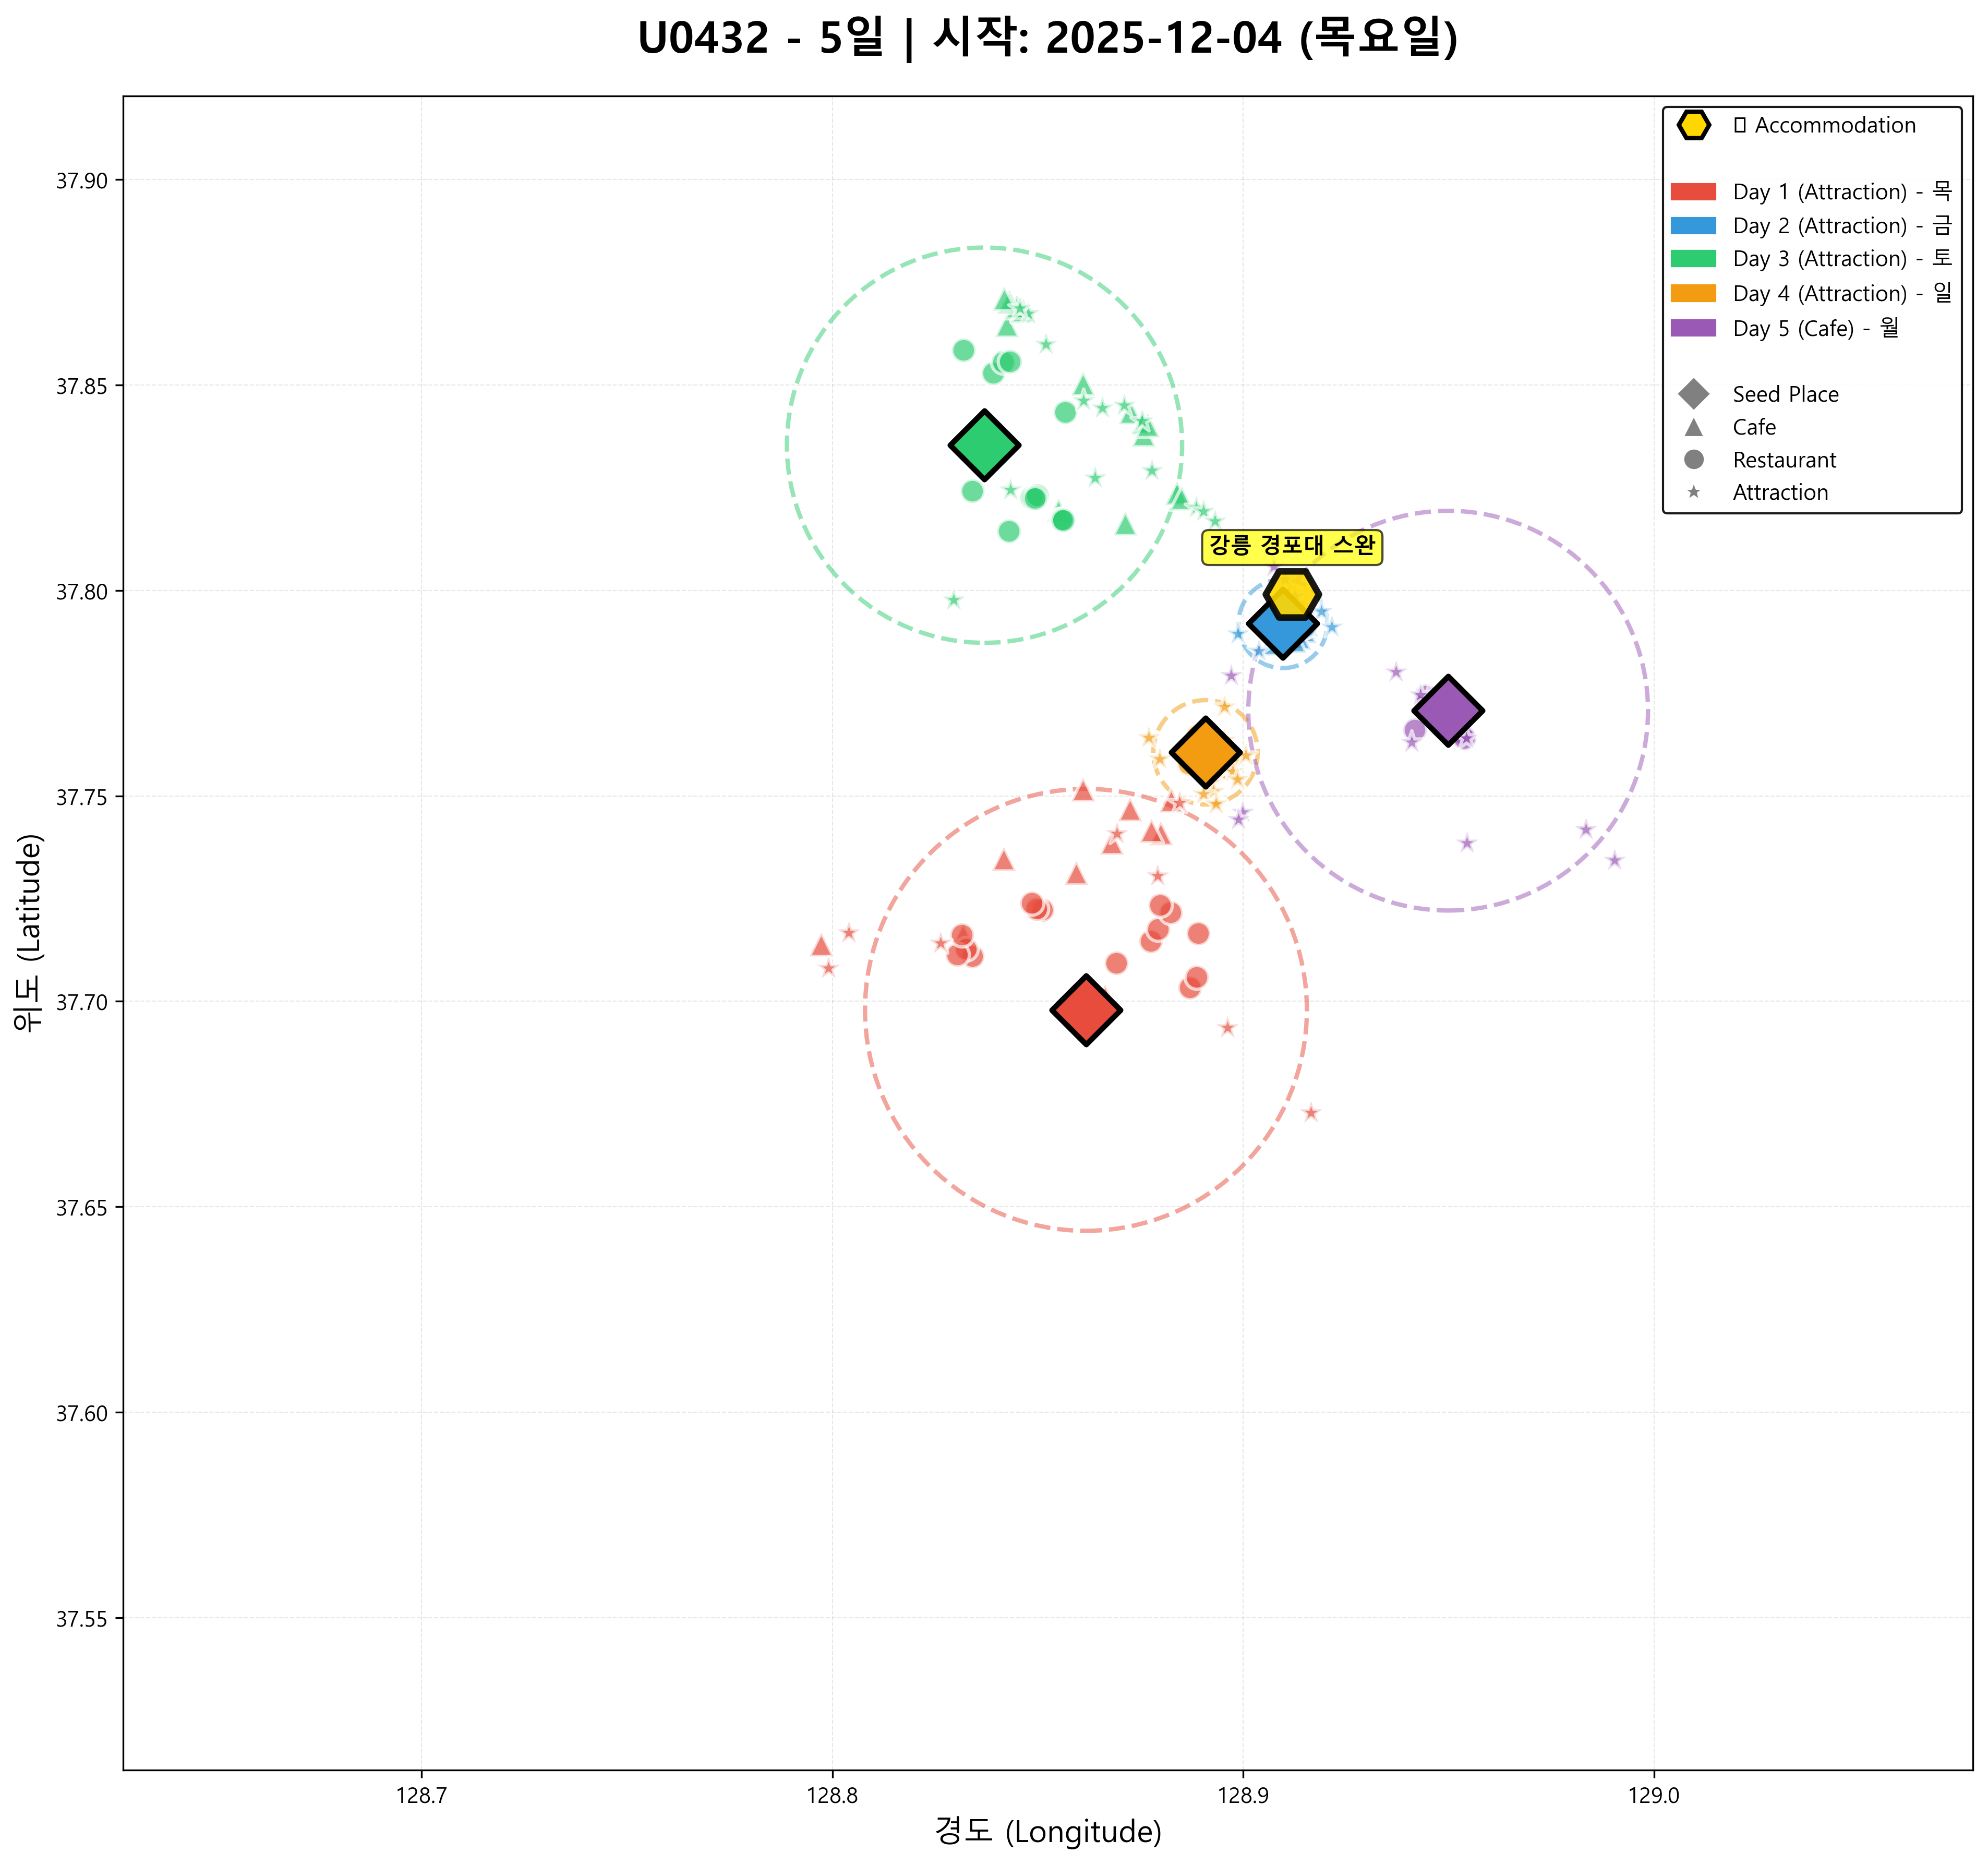 U0432 - 5일 | 시작: 2025-12-04 (목요일)
Accommodation
Day 1 (Attraction) - 목
Day 2 (Attraction) - 금
Day 3 (Attraction) - 토
Day 4 (Attraction) - 일
Day 5 (Cafe) - 월
Seed Place
Cafe
Restaurant
Attraction
강릉 경포대 스완
37.90
37.85
37.80
37.75
37.70
37.65
37.60
37.55
위도 (Latitude)
128.7
128.8
128.9
129.0
경도 (Longitude)